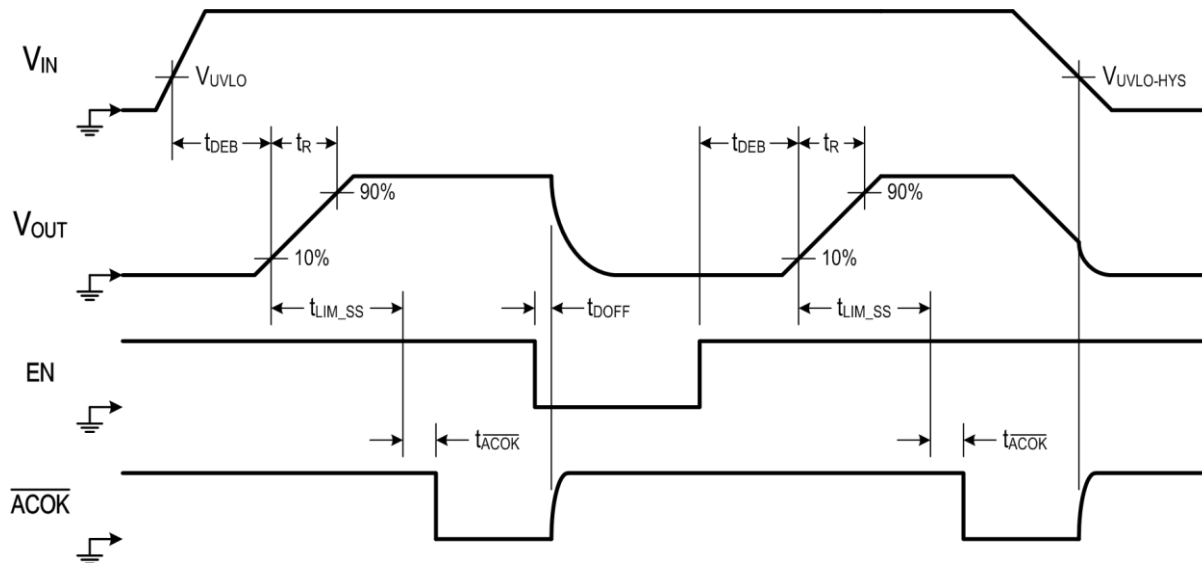 VIN
VUVLO
VUVLO-HYS
tDEB
tR
tDEB
tR
VOUT
90%
10%
90%
10%
tLIM_SS
tDOFF
tLIM_SS
EN
tACOK
tACOK
ACOK